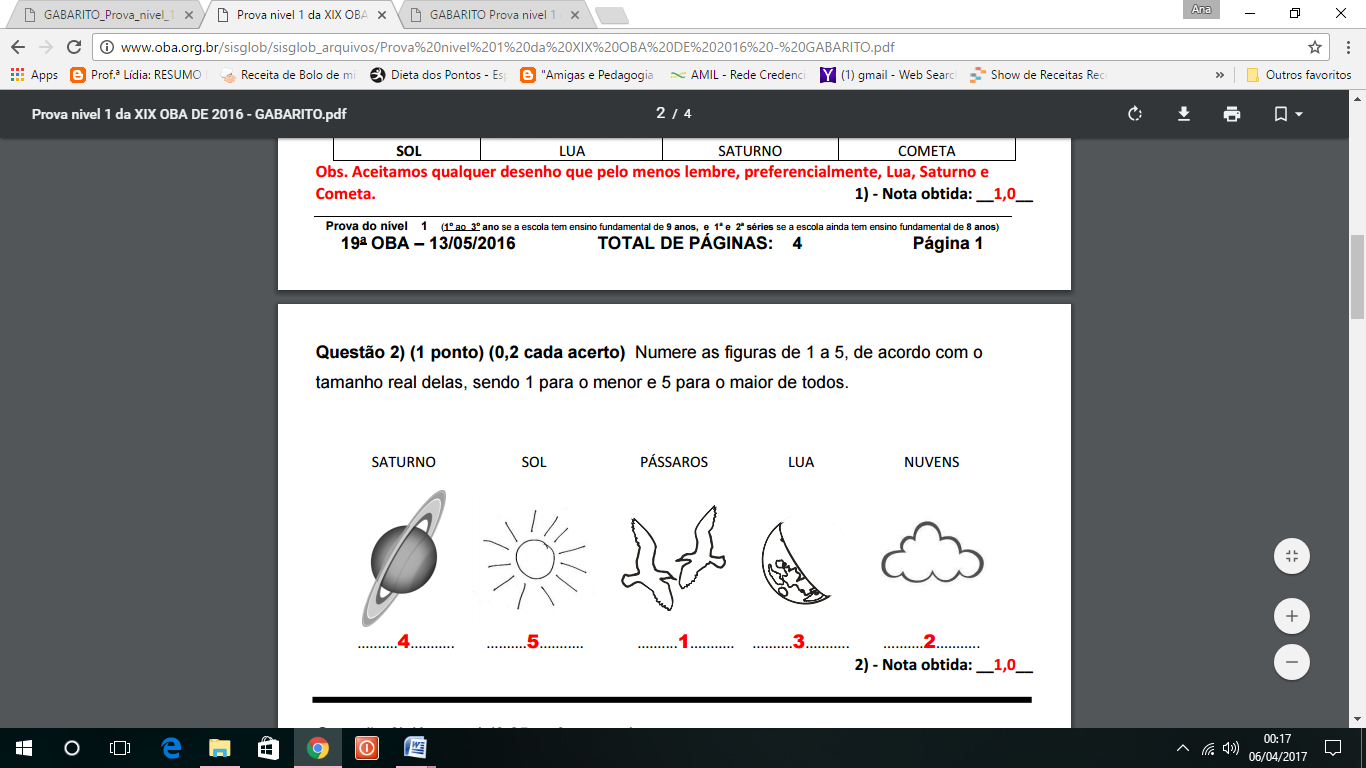 GABARITO_Prova_nivel_1
Prova nivel 1 da XIX OBA
GABARITO Prova nivel 1
Ana
www.oba.org.br/sisglob/sisglob_arquivos/Prova%20nivel%201%20da%20XIX%20OBA%20DE%202016%20-%20GABARITO.pdf
Apps Prof.ª Lídia: RESUMO Receita de Bolo de mi Dieta dos Pontos - Es "Amigas e Pedagogia AMIL - Rede Credenci (1) gmail - Web Search Show de Receitas Rec » Outros favoritos
Prova nivel 1 da XIX OBA DE 2016 - GABARITO.pdf 2 / 4
SOL LUA SATURNO COMETA
Obs. Aceitamos qualquer desenho que pelo menos lembre, preferencialmente, Lua, Saturno e
Cometa. 1) - Nota obtida: __1,0__
Prova do nível 1 (1º ao 3º ano se a escola tem ensino fundamental de 9 anos, e 1ª e 2ª séries se a escola ainda tem ensino fundamental de 8 anos)
19ª OBA – 13/05/2016 TOTAL DE PÁGINAS: 4 Página 1
Questão 2) (1 ponto) (0,2 cada acerto) Numere as figuras de 1 a 5, de acordo com o
tamanho real delas, sendo 1 para o menor e 5 para o maior de todos.
SATURNO SOL PÁSSAROS LUA NUVENS
..........4........... ..........5........... ..........1........... ..........3........... ..........2...........
2) - Nota obtida: __1,0__
00:17
06/04/2017